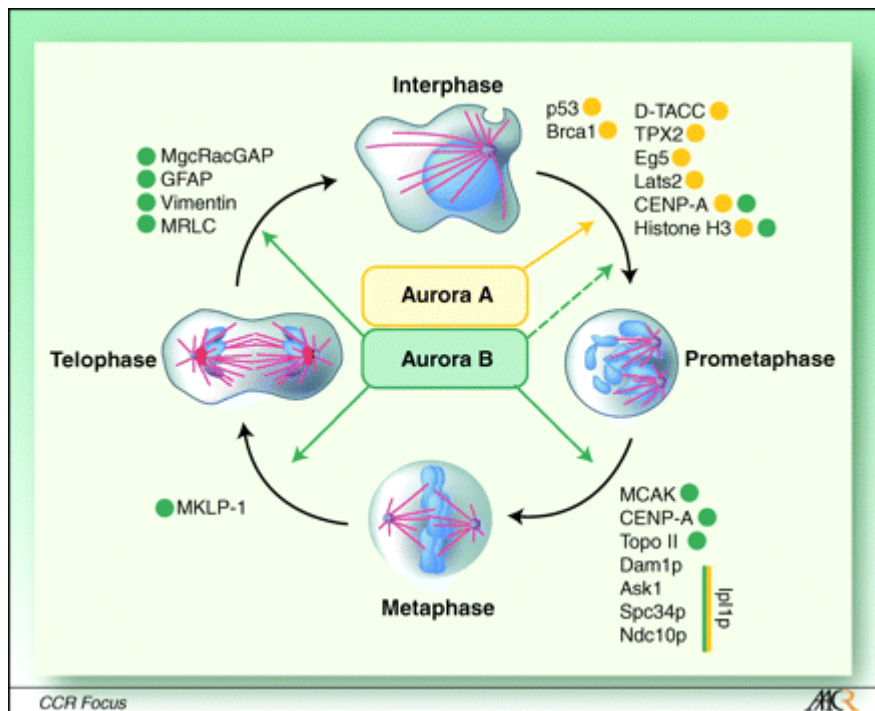 Interphase
p53
Brca1
D-TACC
TPX2
Eg5
Lats2
CENP-A
Histone H3
MgcRacGAP
GFAP
Vimentin
MRLC
Aurora A
Aurora B
Telophase
Prometaphase
MKLP-1
Metaphase
MCAK
CENP-A
Topo II
Dam1p
Ask1
Spc34p
Ndc10p
Ipl1p
CCR Focus
AACR